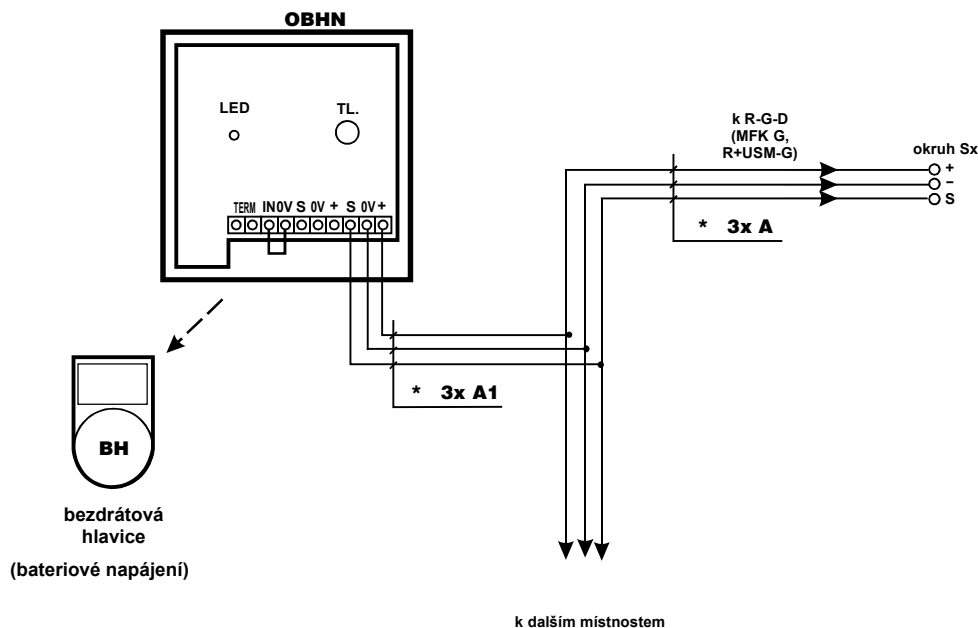 OBHN
LED
TL.
TERM IN 0V S 0V + S 0V +
k R-G-D
(MFK G,
R+USM-G)
okruh Sx
+
–
S
* 3x A
* 3x A1
BH
bezdrátová
hlavice
(bateriové napájení)
k dalším místnostem